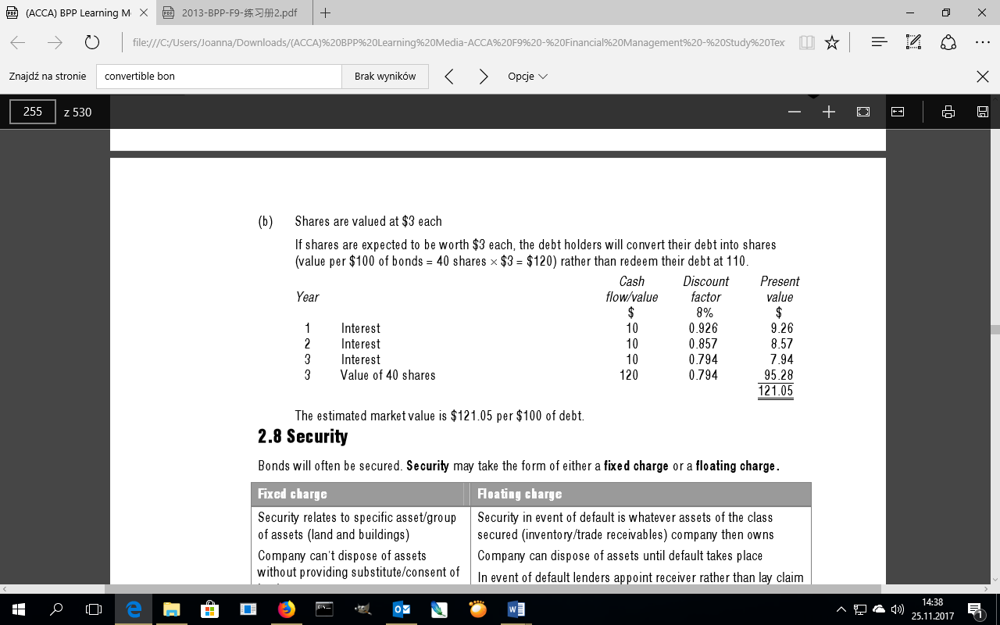 (ACCA) BPP Learning M
2013-BPP-F9-练习册2.pdf
file:///C:/Users/Joanna/Downloads/(ACCA)%20BPP%20Learning%20Media-ACCA%20F9%20-%20Financial%20Management%20-%20Study%20Tex
Znajdź na stronie
convertible bon
Brak wyników
Opcje
255
z 530
(b) Shares are valued at $3 each
If shares are expected to be worth $3 each, the debt holders will convert their debt into shares
(value per $100 of bonds = 40 shares × $3 = $120) rather than redeem their debt at 110.
Cash Discount Present
Year flow/value factor value
$ 8% $
1 Interest 10 0.926 9.26
2 Interest 10 0.857 8.57
3 Interest 10 0.794 7.94
3 Value of 40 shares 120 0.794 95.28
121.05
The estimated market value is $121.05 per $100 of debt.
2.8 Security
Bonds will often be secured. Security may take the form of either a fixed charge or a floating charge.
Fixed charge
Floating charge
Security relates to specific asset/group
of assets (land and buildings)
Security in event of default is whatever assets of the class
secured (inventory/trade receivables) company then owns
Company can't dispose of assets
without providing substitute/consent of
Company can dispose of assets until default takes place
In event of default lenders appoint receiver rather than lay claim
14:38
25.11.2017
1